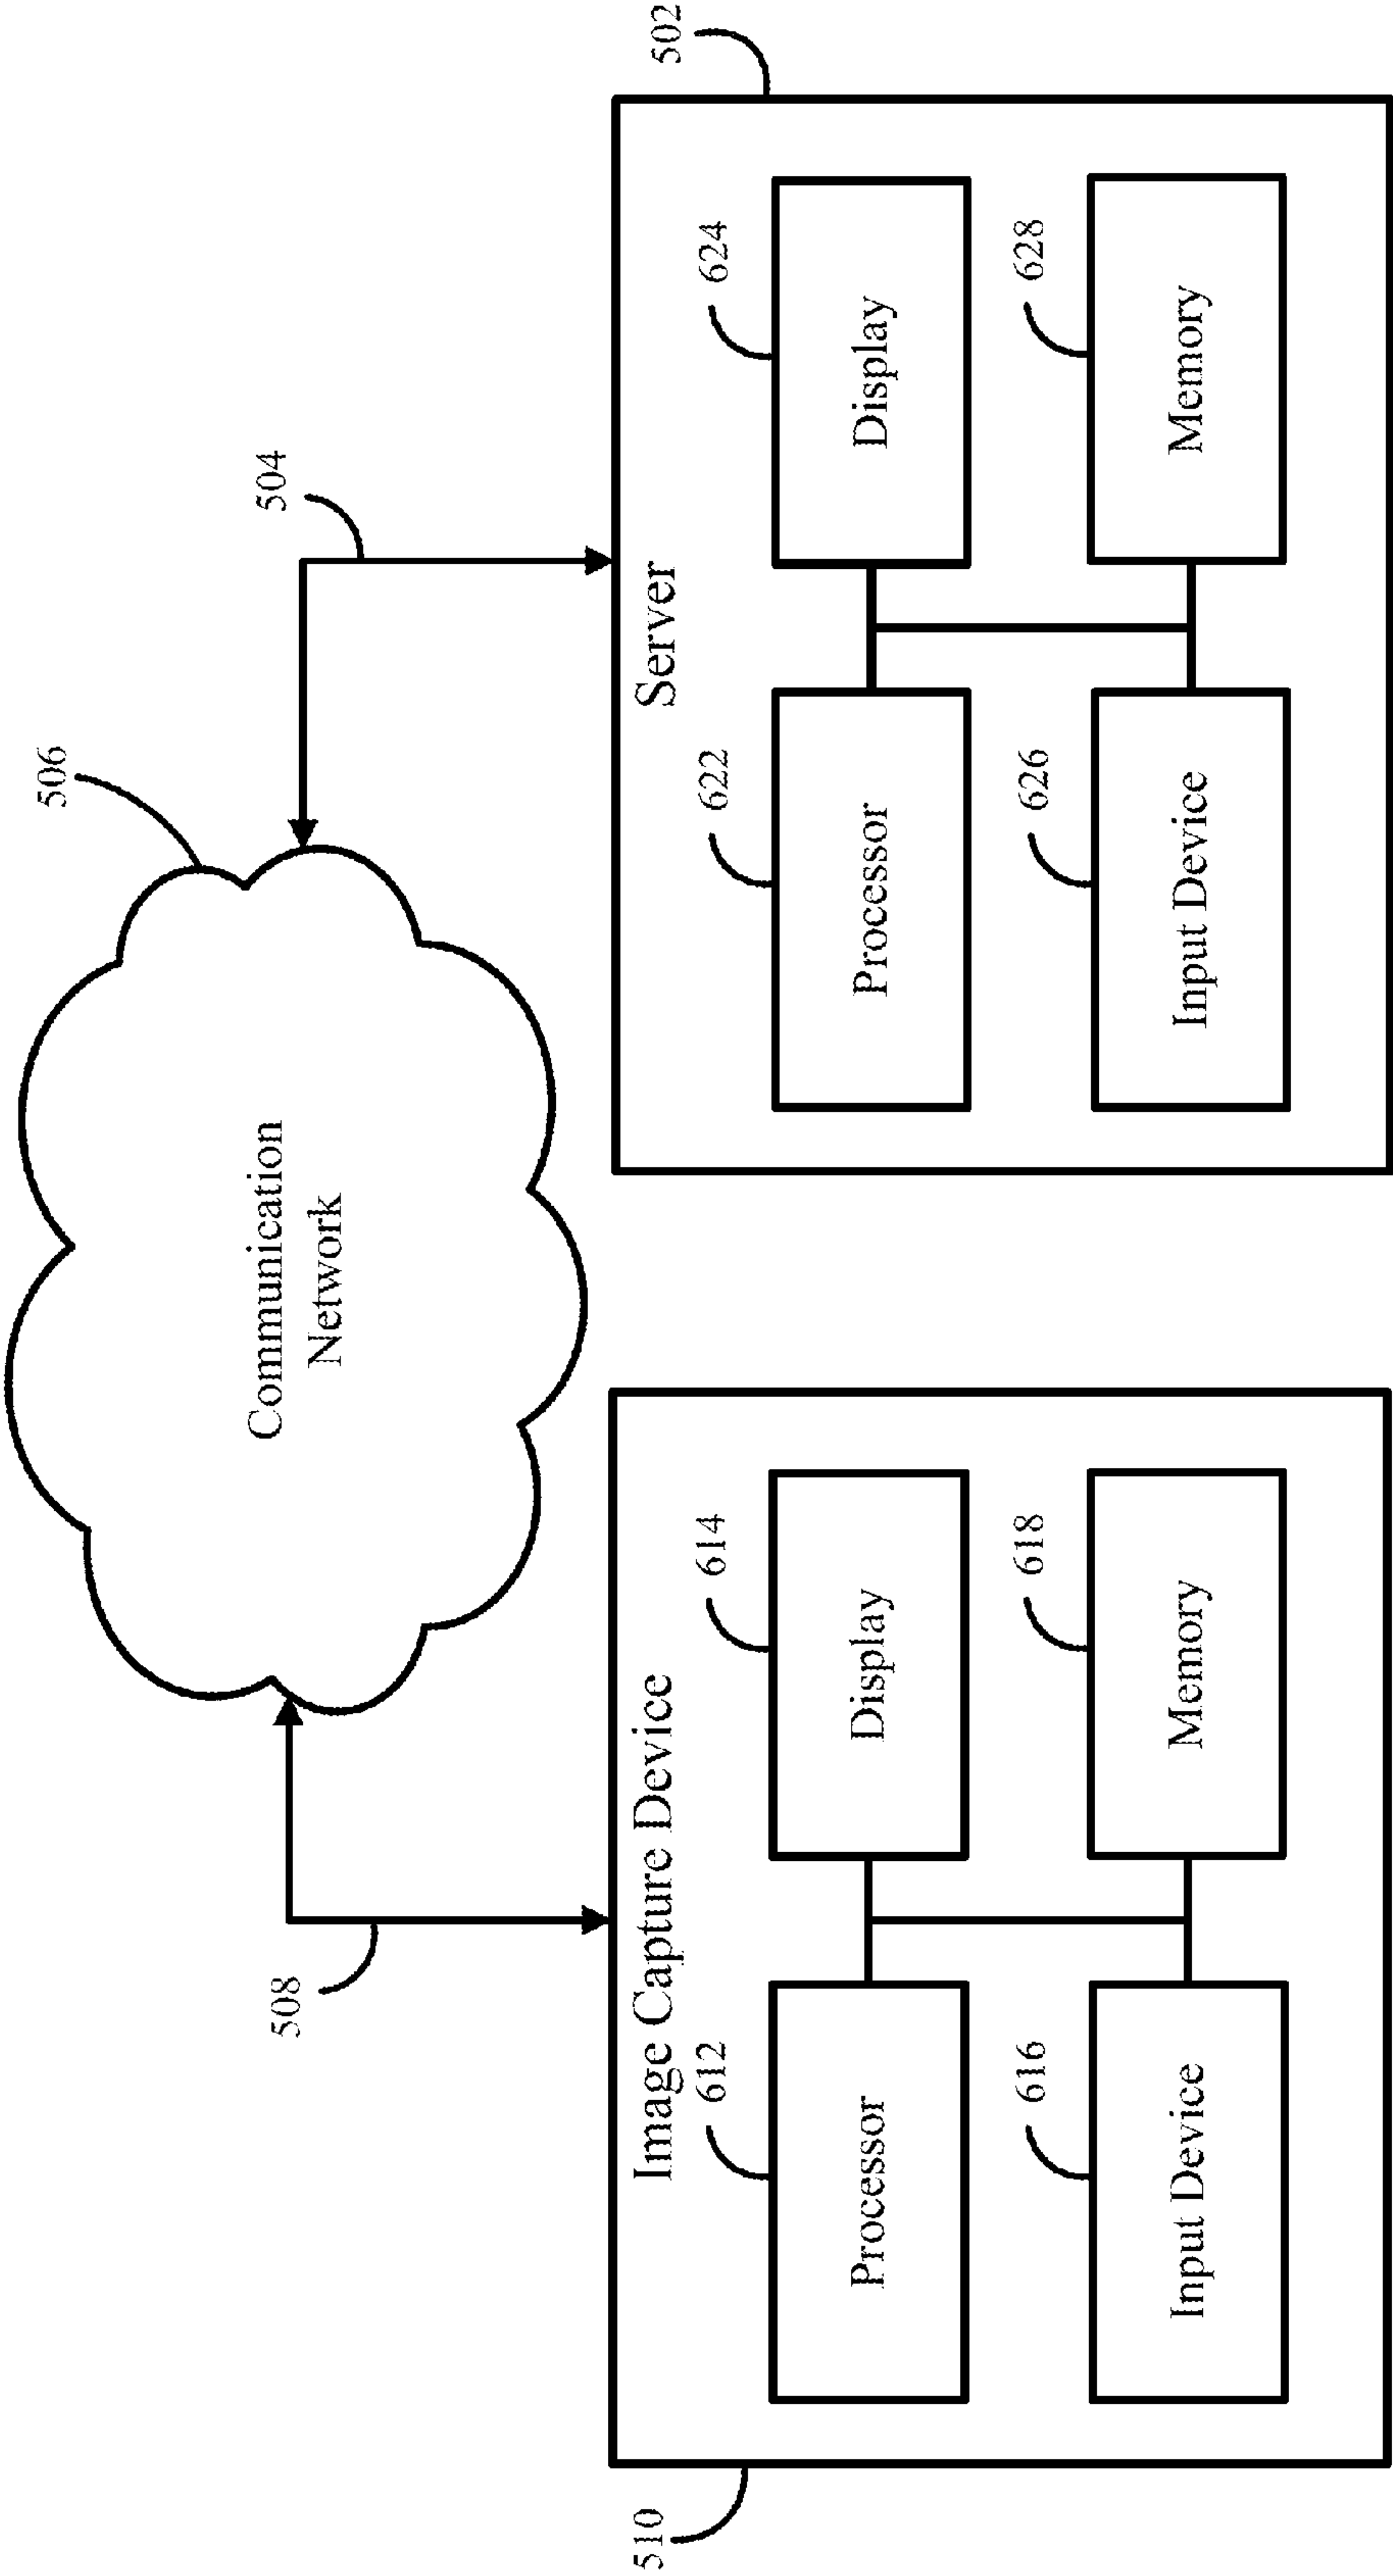 506
Communication
Network
508
504
510
Image Capture Device
612
Processor
614
Display
616
Input Device
618
Memory
502
Server
622
Processor
624
Display
626
Input Device
628
Memory